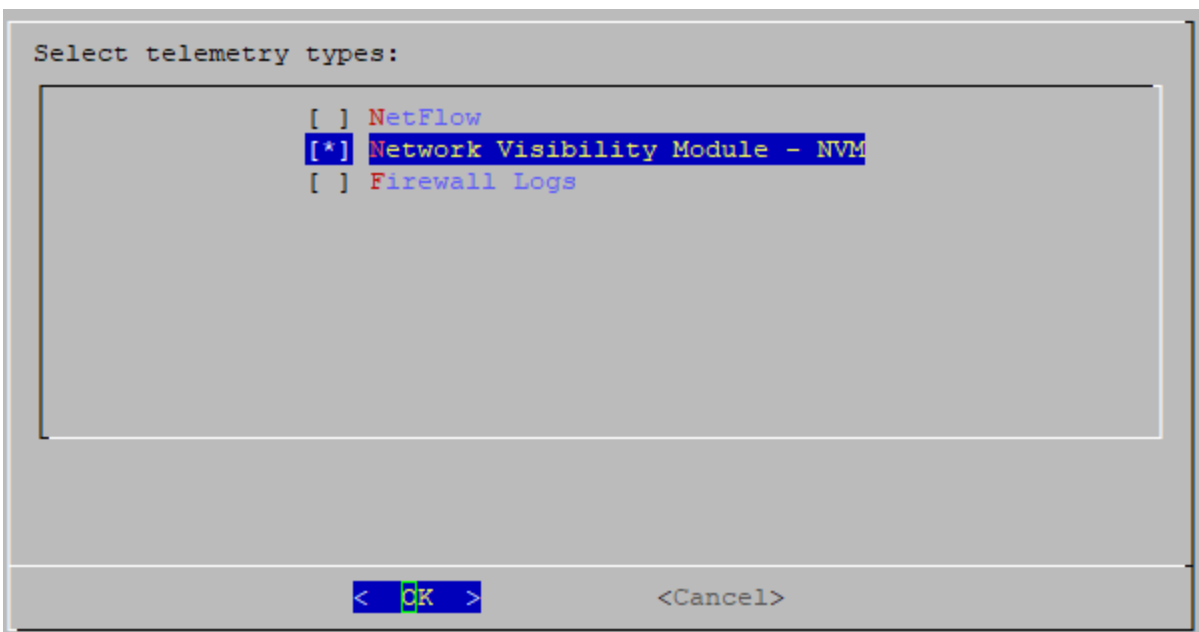 Select telemetry types:
[ ] NetFlow
[*] Network Visibility Module - NVM
[ ] Firewall Logs
< OK > <Cancel>